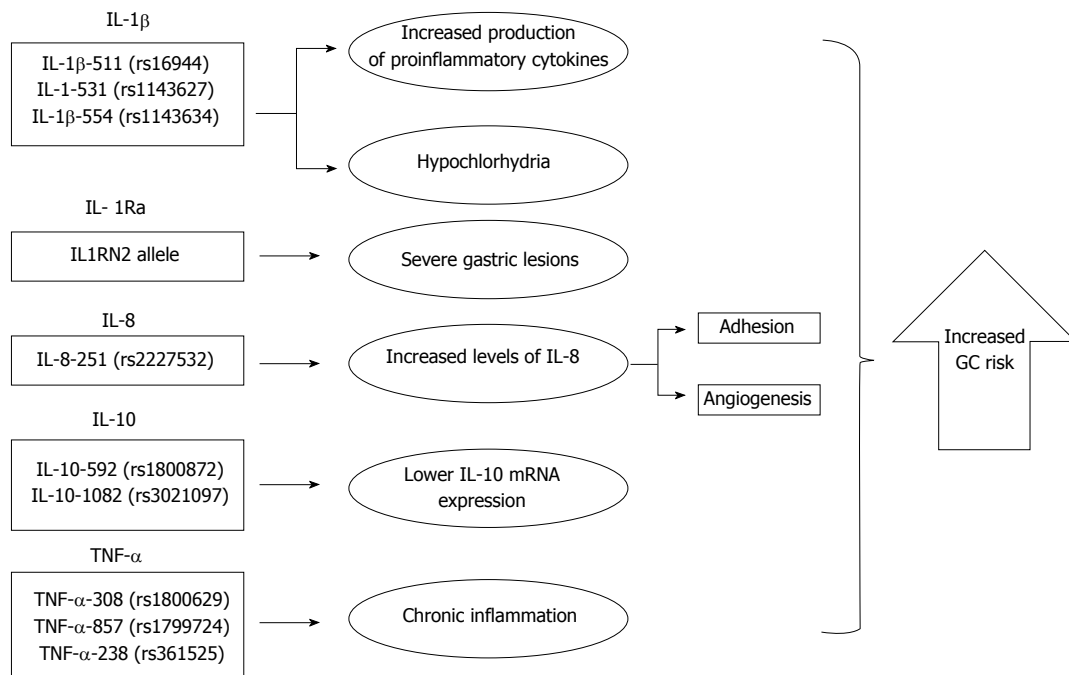 IL-1β
IL-1β-511 (rs16944)
IL-1-531 (rs1143627)
IL-1β-554 (rs1143634)
Increased production
of proinflammatory cytokines
Hypochlorhydria
IL- 1Ra
IL1RN2 allele
Severe gastric lesions
IL-8
IL-8-251 (rs2227532)
Increased levels of IL-8
Adhesion
Angiogenesis
IL-10
IL-10-592 (rs1800872)
IL-10-1082 (rs3021097)
Lower IL-10 mRNA
expression
TNF-α
TNF-α-308 (rs1800629)
TNF-α-857 (rs1799724)
TNF-α-238 (rs361525)
Chronic inflammation
Increased
GC risk